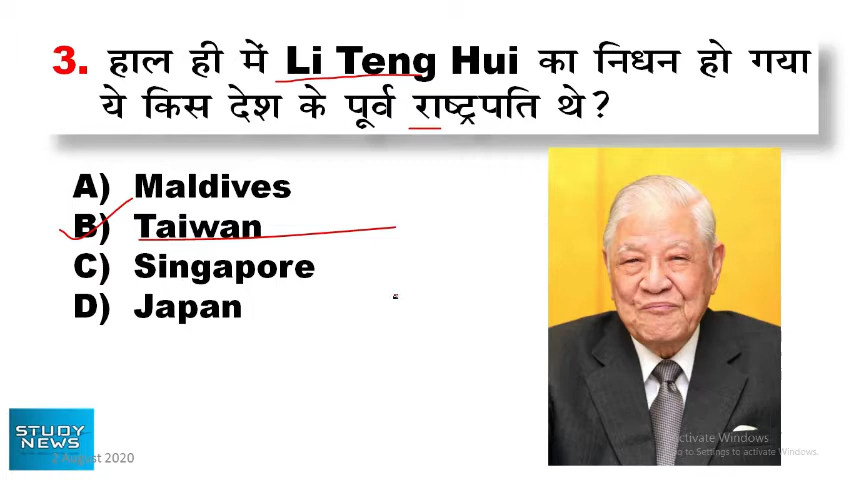 3. हाल ही में Li Teng Hui का निधन हो गया
ये किस देश के पूर्व राष्ट्रपति थे?
A) Maldives
B) Taiwan
C) Singapore
D) Japan
STUDY
NEWS
August 2020
Activate Windows
Go to Settings to activate Windows.